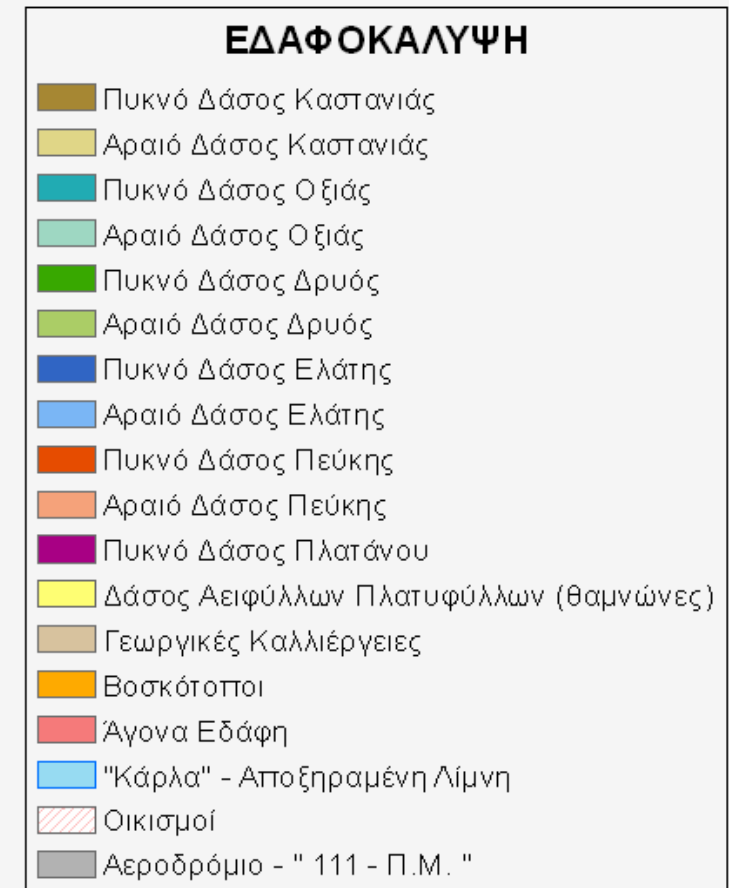 ΕΔΑΦΟΚΑΛΥΨΗ
Πυκνό Δάσος Καστανιάς
Αραιό Δάσος Καστανιάς
Πυκνό Δάσος Οξιάς
Αραιό Δάσος Οξιάς
Πυκνό Δάσος Δρυός
Αραιό Δάσος Δρυός
Πυκνό Δάσος Ελάτης
Αραιό Δάσος Ελάτης
Πυκνό Δάσος Πεύκης
Αραιό Δάσος Πεύκης
Πυκνό Δάσος Πλατάνου
Δάσος Αειφύλλων Πλατυφύλλων (θαμνώνες)
Γεωργικές Καλλιέργειες
Βοσκότοποι
Άγονα Εδάφη
"Κάρλα" - Αποξηραμένη Λίμνη
Οικισμοί
Αεροδρόμιο - " 111 - Π.Μ. "